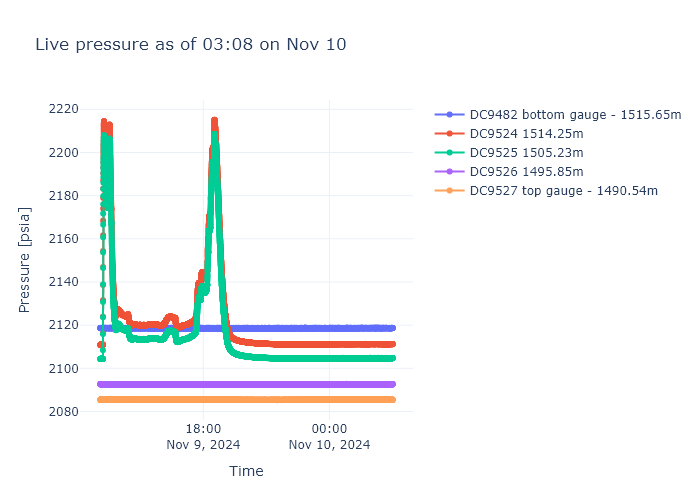 Live pressure as of 03:08 on Nov 10
DC9482 bottom gauge - 1515.65m
DC9524 1514.25m
DC9525 1505.23m
DC9526 1495.85m
DC9527 top gauge - 1490.54m
Pressure [psia]
2220
2200
2180
2160
2140
2120
2100
2080
18:00
Nov 9, 2024
00:00
Nov 10, 2024
Time